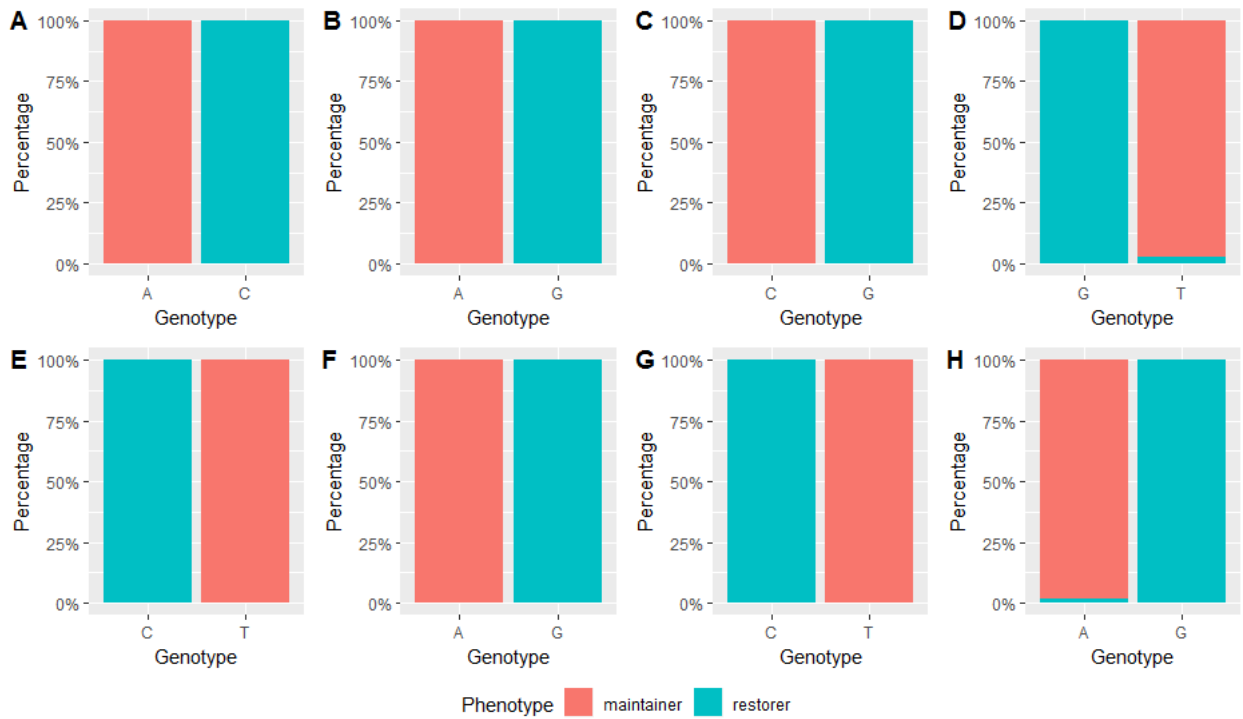 A 100% 75% 50% 25% 0% Percentage A C Genotype
B 100% 75% 50% 25% 0% Percentage A G Genotype
C 100% 75% 50% 25% 0% Percentage C G Genotype
D 100% 75% 50% 25% 0% Percentage G T Genotype
E 100% 75% 50% 25% 0% Percentage C T Genotype
F 100% 75% 50% 25% 0% Percentage A G Genotype
G 100% 75% 50% 25% 0% Percentage C T Genotype
H 100% 75% 50% 25% 0% Percentage A G Genotype
Phenotype maintainer restorer